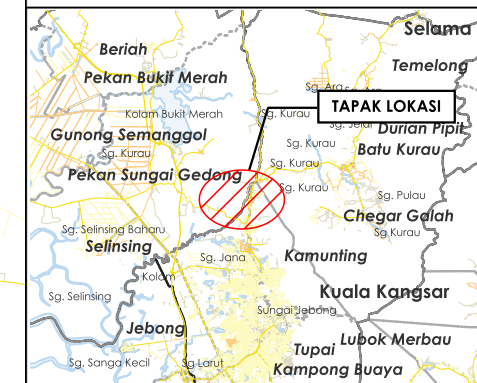 Selama
Beriah
Temelong
Pekan Bukit Merah
Sg. Ara
TAPAK LOKASI
Kolam Bukit Merah
Sg. Kurau
Durian Pipit
Gunong Semanggol
Sg. Kurau
Batu Kurau
Sg. Kurau
Sg. Kurau
Pekan Sungai Gedong
Sg. Kurau
Sg. Pulau
Chegar Galah
Sg. Selinsing Baharu
Sg Kurau
Selinsing
Sg. Jana
Kamunting
Kolam
Sg. Selinsing
Kuala Kangsar
Sungai Jebong
Jebong
Lubok Merbau
Tupai
Sg. Sanga Kecil
Sg Larut
Kampong Buaya